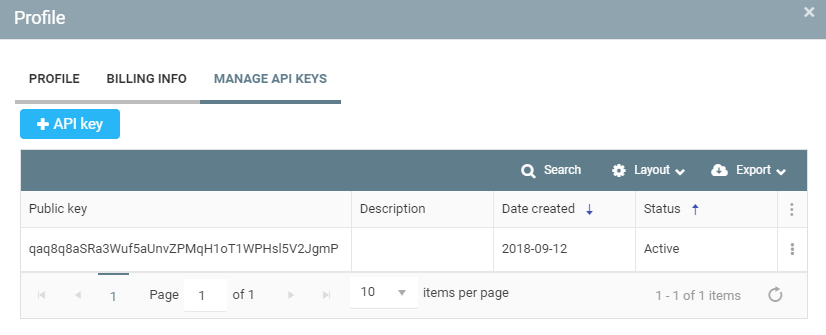 Profile
PROFILE BILLING INFO MANAGE API KEYS
API key
Search Layout Export
Public key Description Date created Status
qaq8q8aSRa3Wuf5aUnvZPMqH1oT1WPHsl5V2JgmP 2018-09-12 Active
1 Page 1 of 1 10 items per page 1 - 1 of 1 items